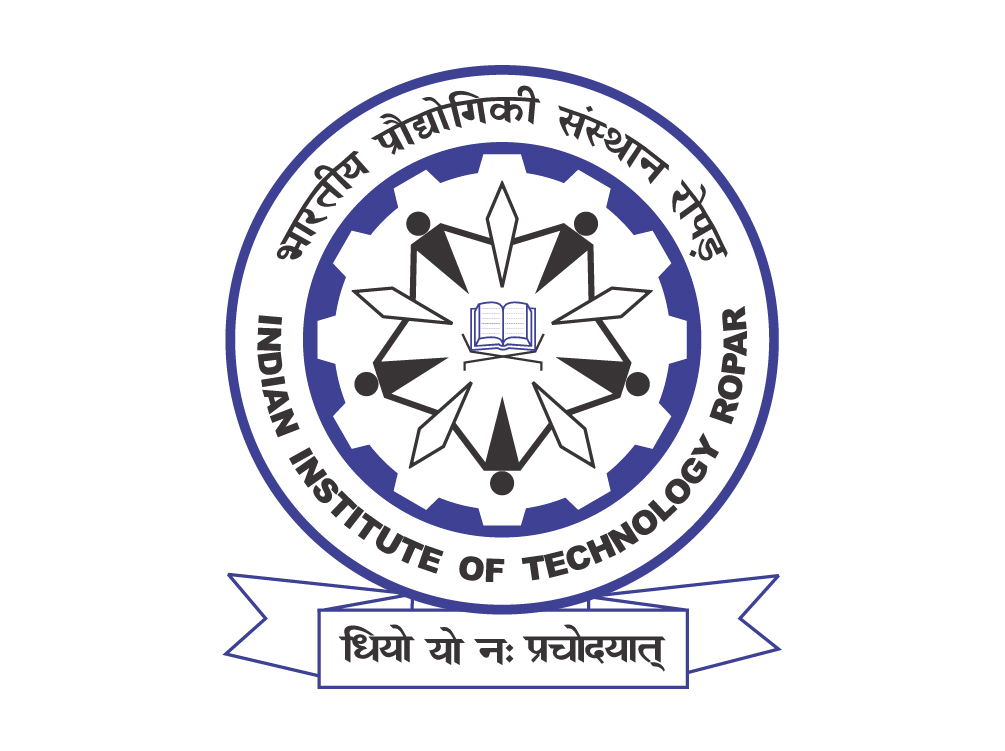 भारतीय प्रौद्योगिकी संस्थान रोपड़
INDIAN INSTITUTE OF TECHNOLOGY ROPAR
धियो यो नः प्रचोदयात्